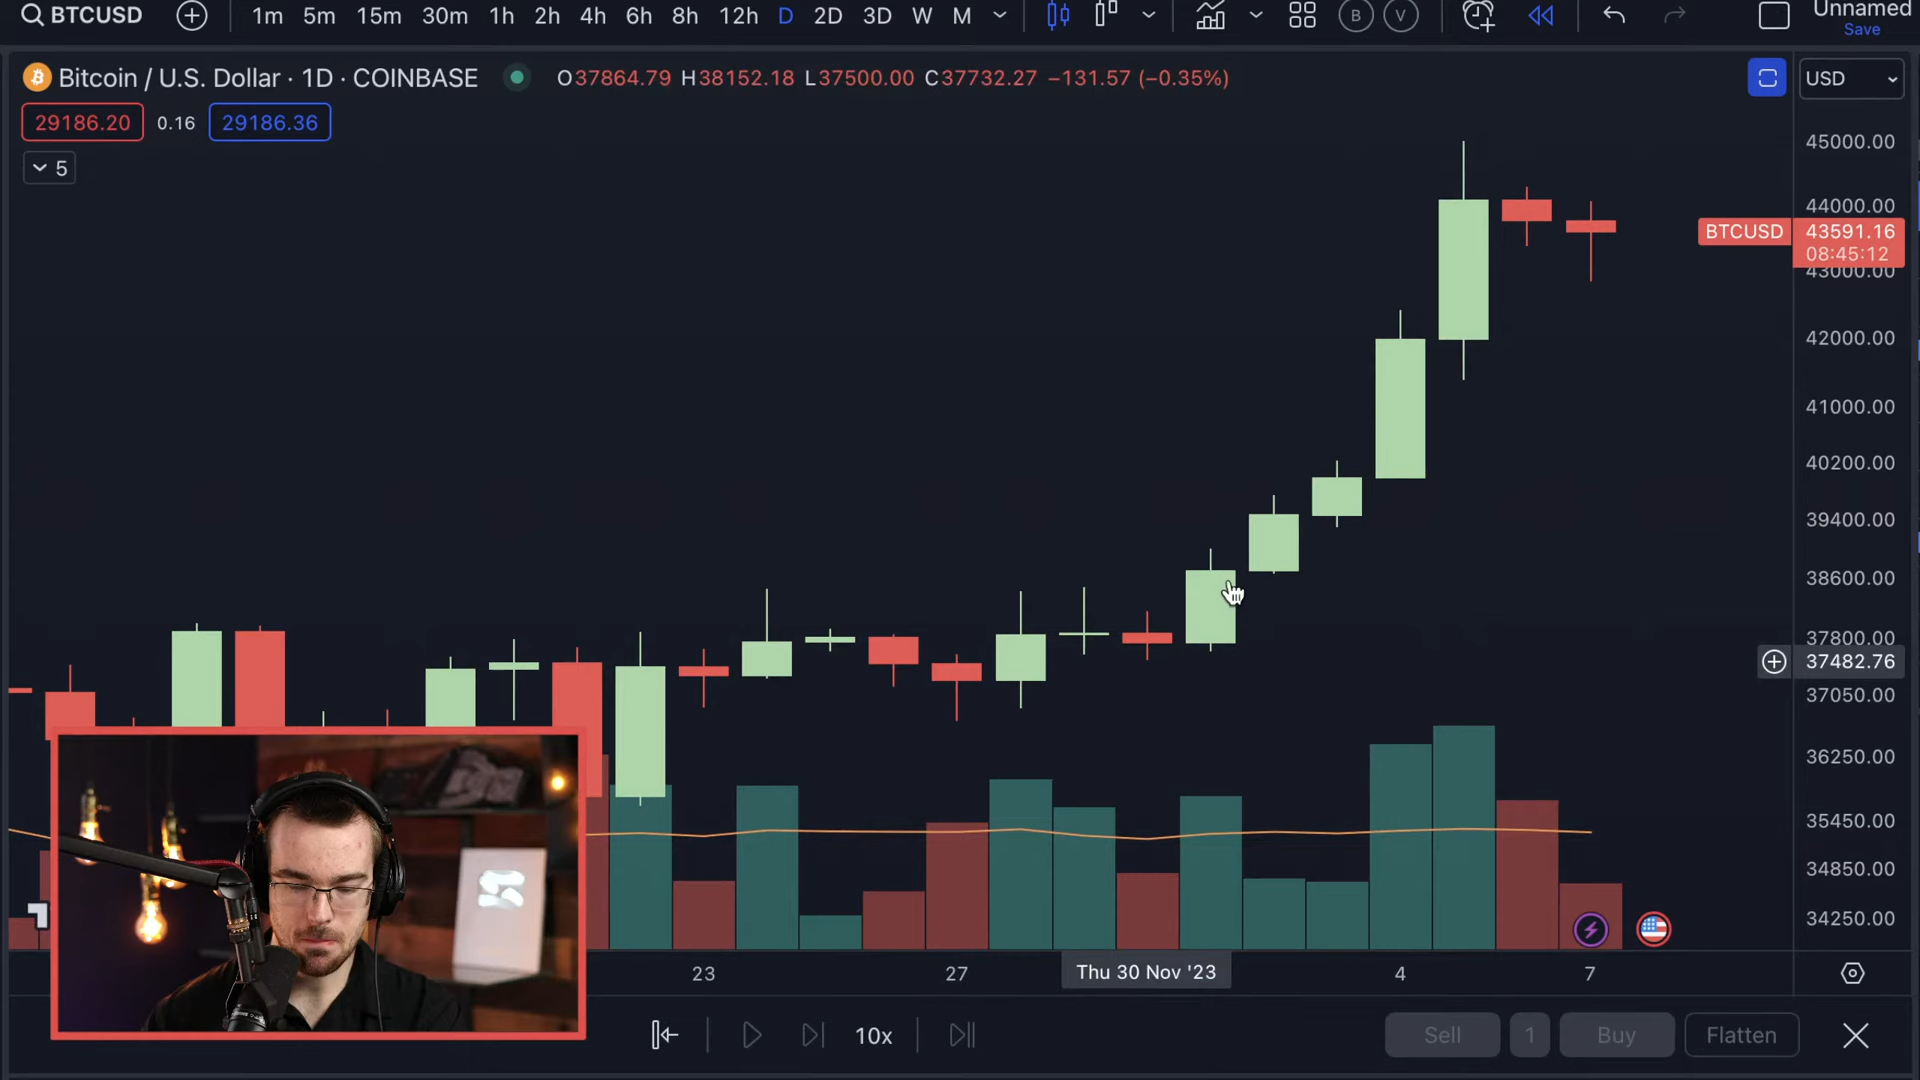 BTCUSD 1m 5m 15m 30m 1h 2h 4h 6h 8h 12h D 2D 3D W M B V Unnamed
Save
Bitcoin / U.S. Dollar · 1D · COINBASE O37864.79 H38152.18 L37500.00 C37732.27 −131.57 (−0.35%) USD
29186.20 0.16 29186.36
5
45000.00
44000.00
BTCUSD 43591.16
08:45:12
43000.00
42000.00
41000.00
40200.00
39400.00
38600.00
37800.00
37482.76
37050.00
36250.00
35450.00
34850.00
34250.00
23 27 Thu 30 Nov '23 4 7
10x Sell 1 Buy Flatten